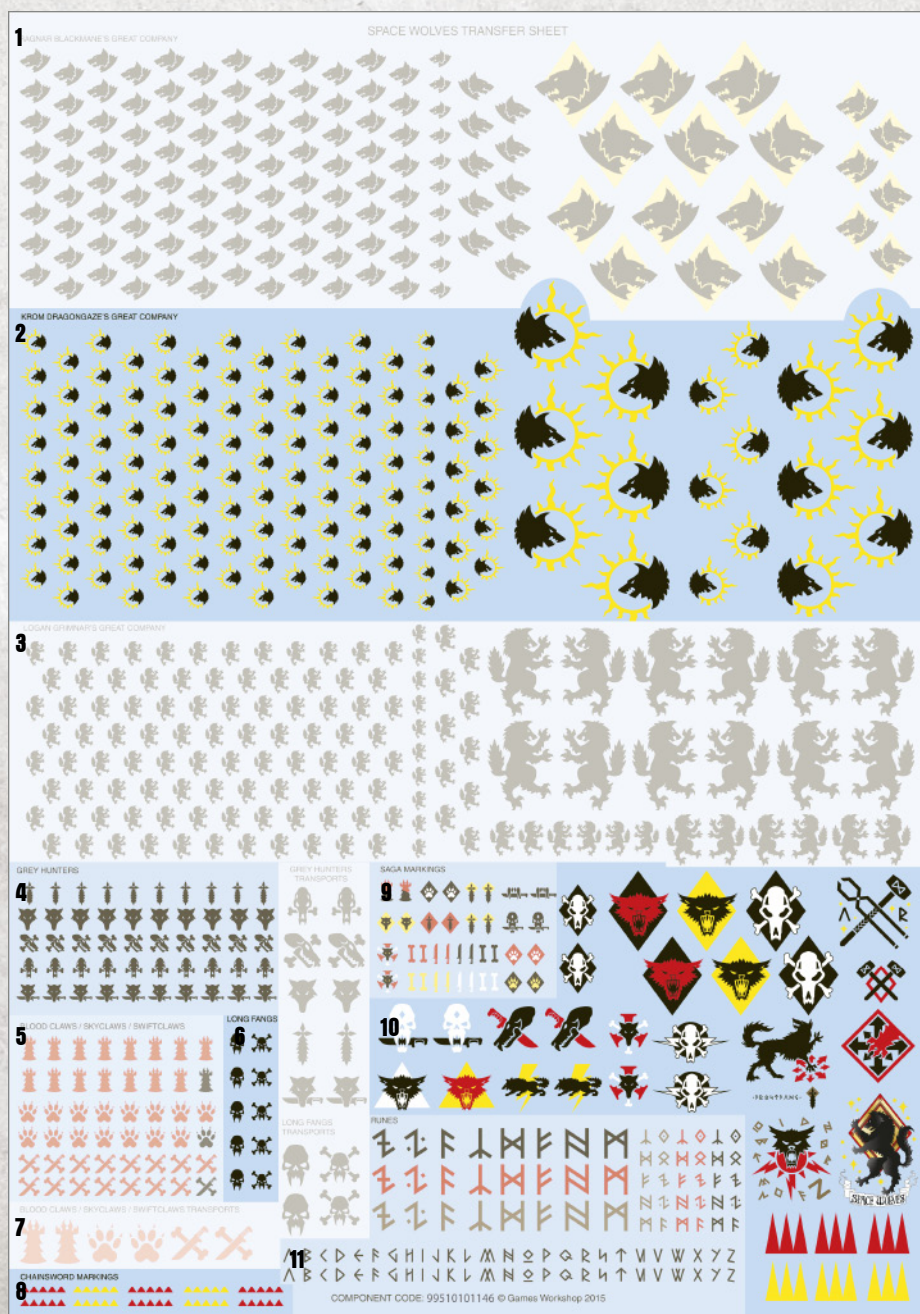 1
SPACE WOLVES TRANSFER SHEET
RAGNAR BLACKMANE'S GREAT COMPANY
2
KROM DRAGONGAZE'S GREAT COMPANY
3
LOGAN GRIMNAR'S GREAT COMPANY
4
GREY HUNTERS
GREY HUNTERS
TRANSPORTS
9
SAGA MARKINGS
5
BLOOD CLAWS / SKYCLAWS / SWIFTCLAWS
6
LONG FANGS
10
LONG FANGS
TRANSPORTS
RUNES
SPACE WOLVES
7
BLOOD CLAWS / SKYCLAWS / SWIFTCLAWS TRANSPORTS
11
8
CHAINSWORD MARKINGS
COMPONENT CODE: 99510101146 © Games Workshop 2015